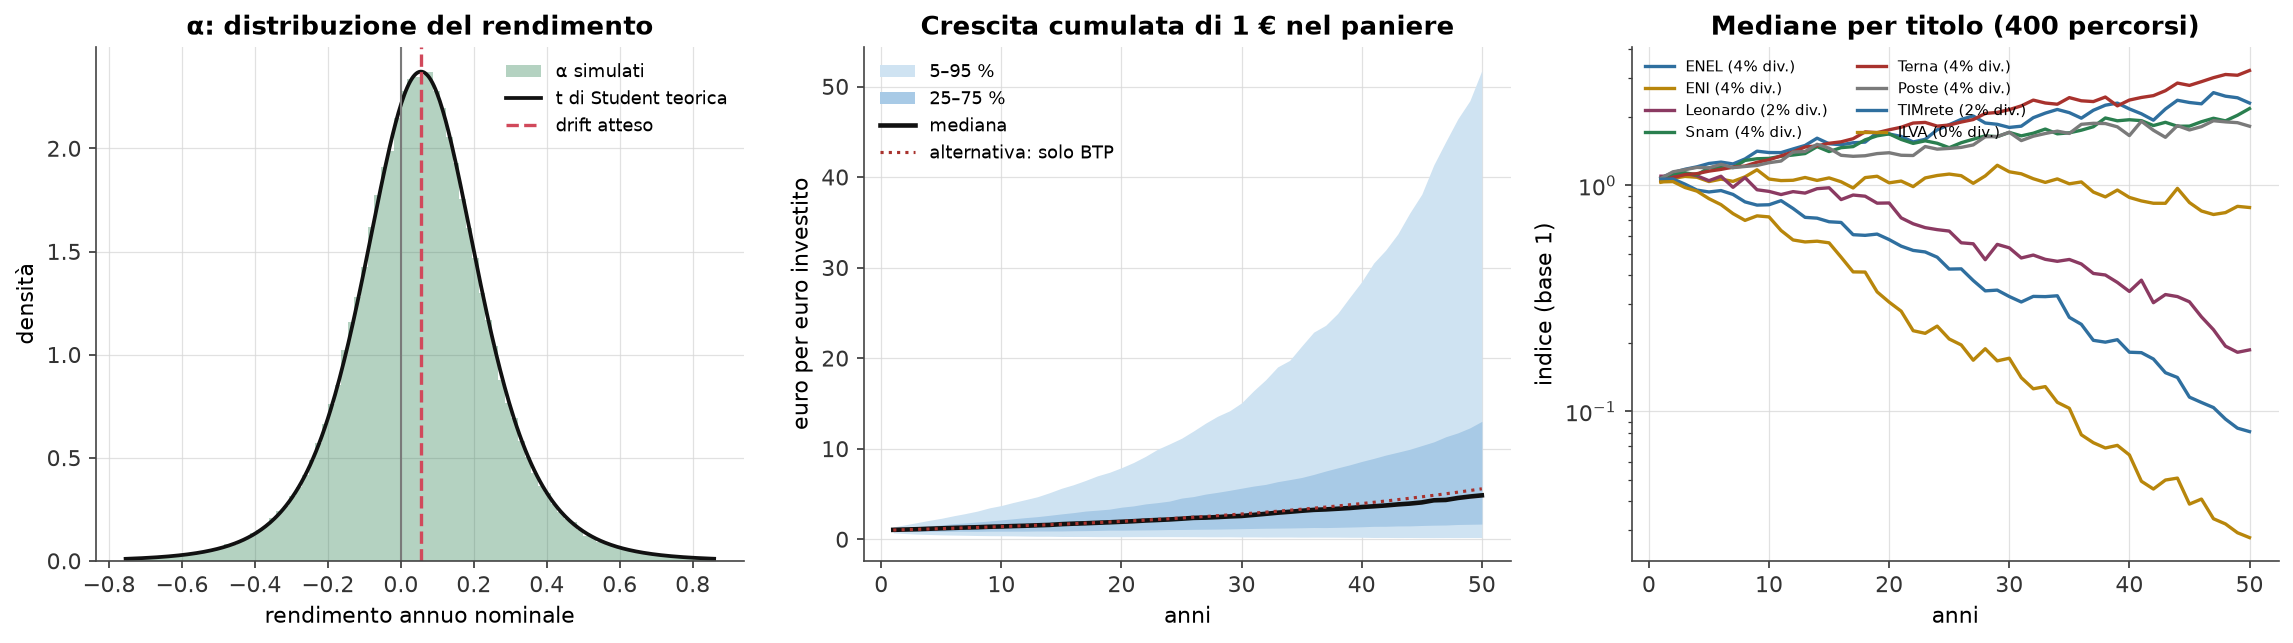 α: distribuzione del rendimento
α simulati
t di Student teorica
drift atteso
densità
0.0
0.5
1.0
1.5
2.0
−0.8
−0.6
−0.4
−0.2
0.0
0.2
0.4
0.6
0.8
rendimento annuo nominale
Crescita cumulata di 1 € nel paniere
5–95 %
25–75 %
mediana
alternativa: solo BTP
euro per euro investito
0
10
20
30
40
50
0
10
20
30
40
50
anni
Mediane per titolo (400 percorsi)
ENEL (4% div.)
ENI (4% div.)
Leonardo (2% div.)
Snam (4% div.)
Terna (4% div.)
Poste (4% div.)
TIMrete (2% div.)
ILVA (0% div.)
indice (base 1)
10⁰
10⁻¹
0
10
20
30
40
50
anni